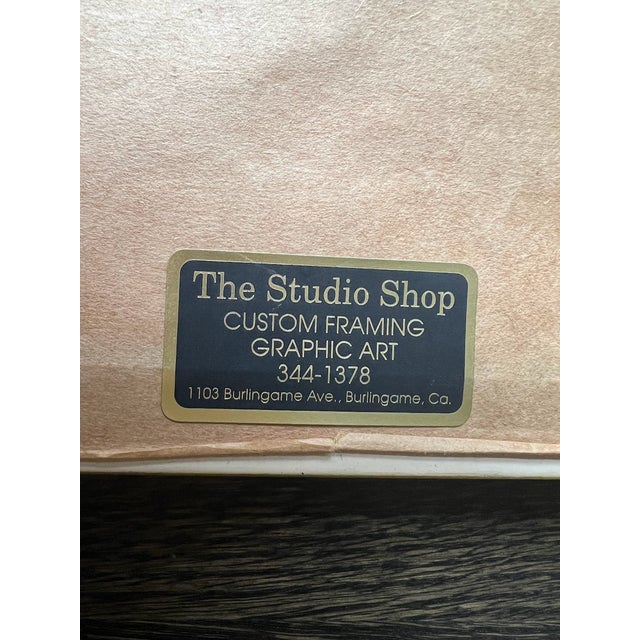 The Studio Shop
CUSTOM FRAMING
GRAPHIC ART
344-1378
1103 Burlingame Ave., Burlingame, Ca.